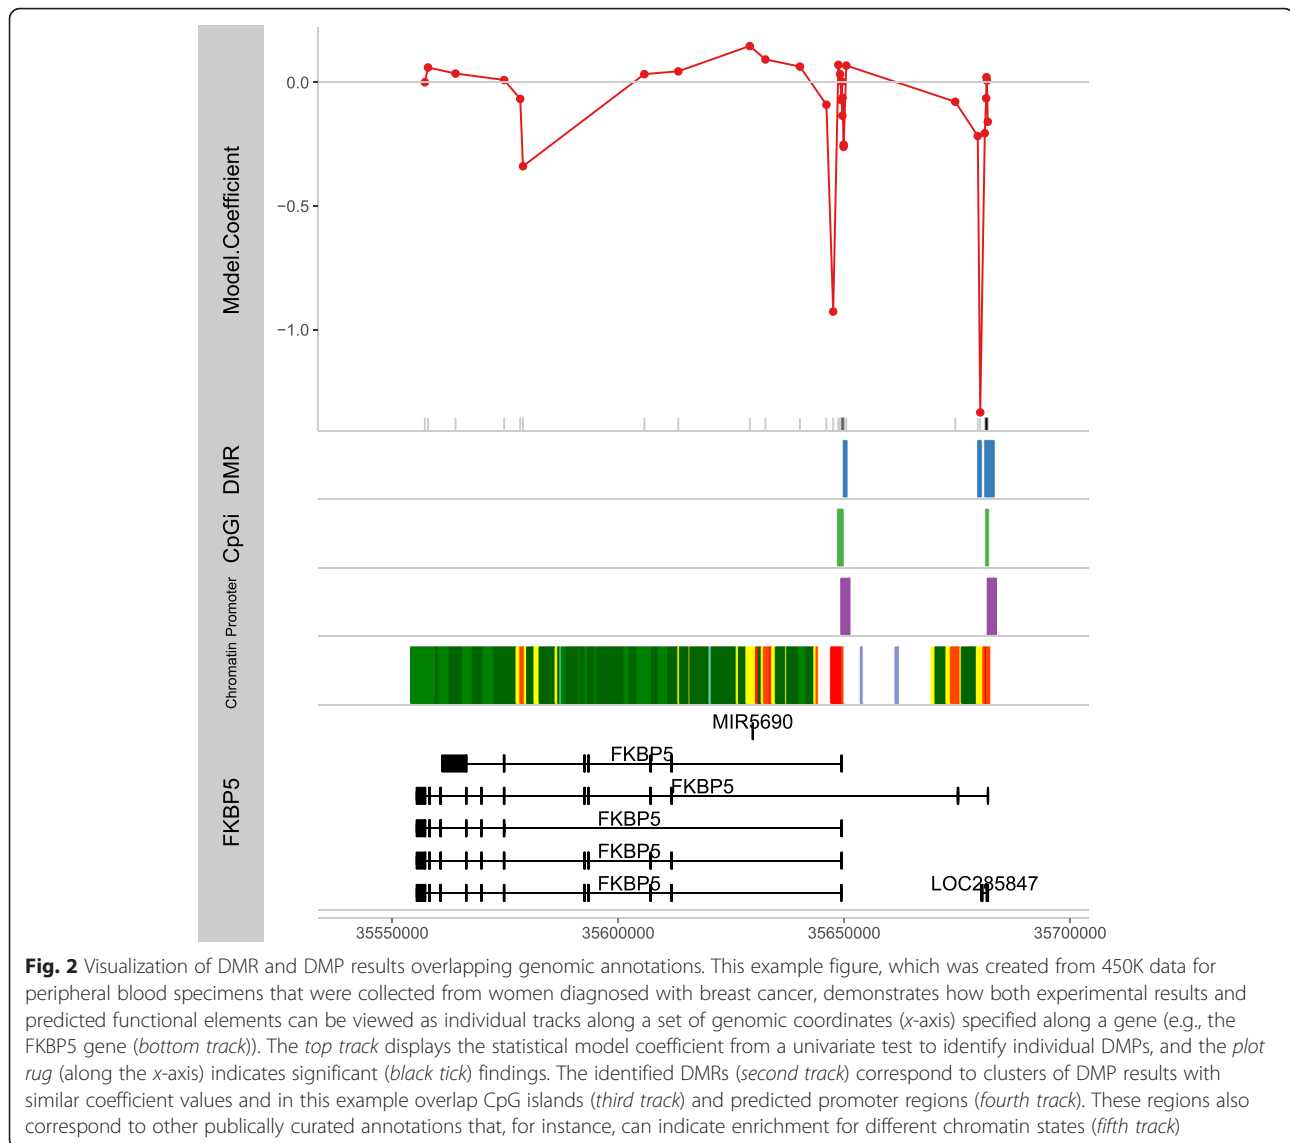 0.0
−0.5
−1.0
Model.Coefficient
DMR
CpGi
Promoter
Chromatin
FKBP5
MIR5690
FKBP5
FKBP5
FKBP5
FKBP5
FKBP5
LOC285847
35550000 35600000 35650000 35700000
Fig. 2 Visualization of DMR and DMP results overlapping genomic annotations. This example figure, which was created from 450K data for
peripheral blood specimens that were collected from women diagnosed with breast cancer, demonstrates how both experimental results and
predicted functional elements can be viewed as individual tracks along a set of genomic coordinates (x-axis) specified along a gene (e.g., the
FKBP5 gene (bottom track)). The top track displays the statistical model coefficient from a univariate test to identify individual DMPs, and the plot
rug (along the x-axis) indicates significant (black tick) findings. The identified DMRs (second track) correspond to clusters of DMP results with
similar coefficient values and in this example overlap CpG islands (third track) and predicted promoter regions (fourth track). These regions also
correspond to other publically curated annotations that, for instance, can indicate enrichment for different chromatin states (fifth track)